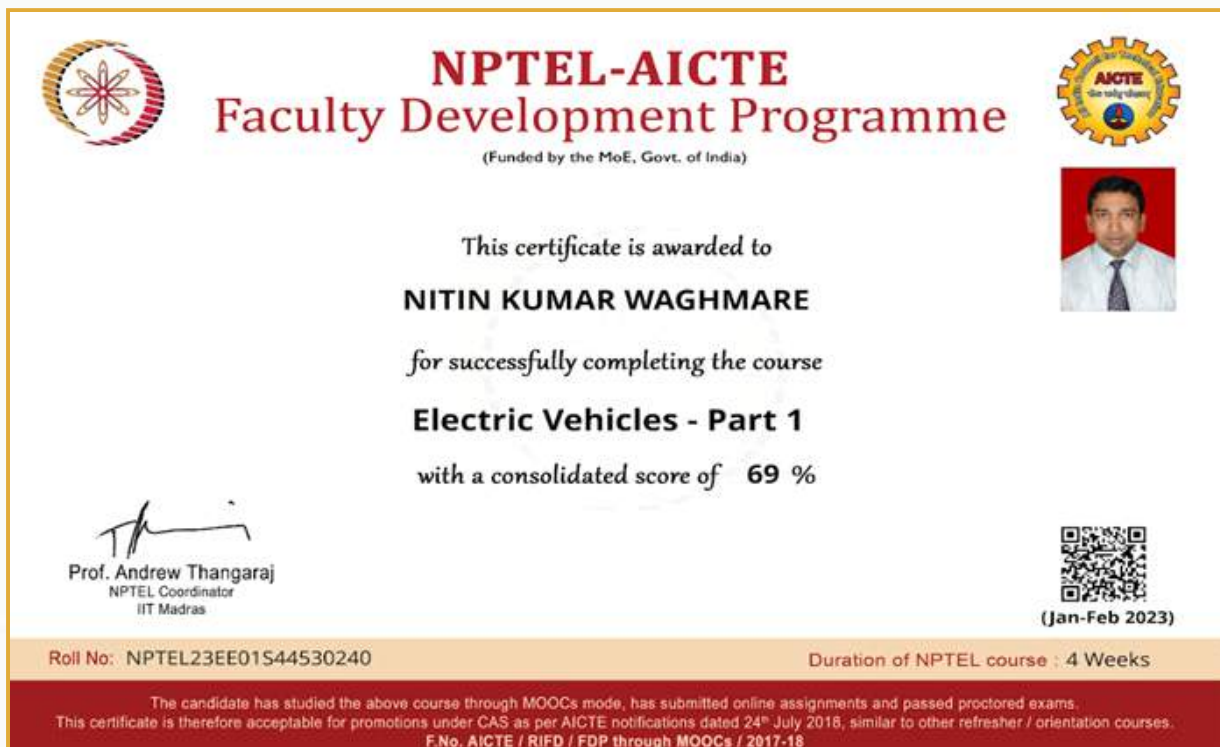 NPTEL-AICTE
Faculty Development Programme
(Funded by the MoE, Govt. of India)
AICTE
This certificate is awarded to
NITIN KUMAR WAGHMARE
for successfully completing the course
Electric Vehicles - Part 1
with a consolidated score of 69 %
Prof. Andrew Thangaraj
NPTEL Coordinator
IIT Madras
(Jan-Feb 2023)
Roll No: NPTEL23EE01S44530240
Duration of NPTEL course : 4 Weeks
The candidate has studied the above course through MOOCs mode, has submitted online assignments and passed proctored exams.
This certificate is therefore acceptable for promotions under CAS as per AICTE notifications dated 24th July 2018, similar to other refresher / orientation courses.
F.No. AICTE / RIFD / FDP through MOOCs / 2017-18